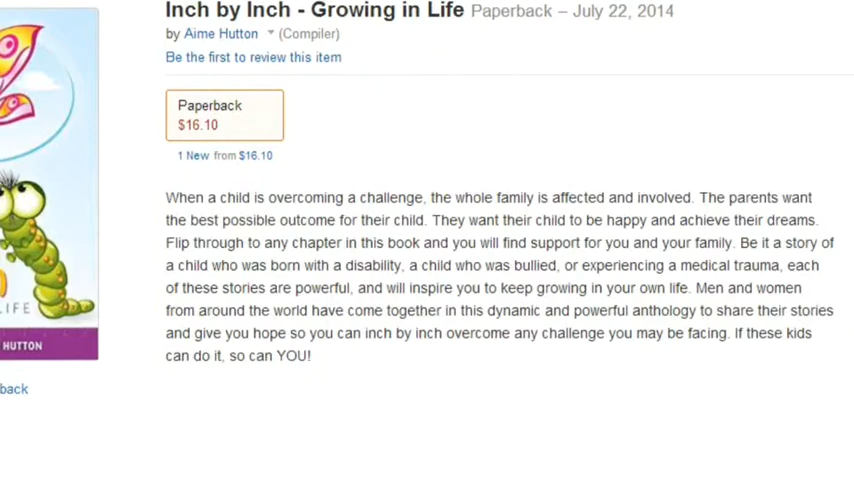 Inch by Inch - Growing in Life Paperback – July 22, 2014
by Aime Hutton (Compiler)
Be the first to review this item
Paperback
$16.10
1 New from $16.10
When a child is overcoming a challenge, the whole family is affected and involved. The parents want
the best possible outcome for their child. They want their child to be happy and achieve their dreams.
Flip through to any chapter in this book and you will find support for you and your family. Be it a story of
a child who was born with a disability, a child who was bullied, or experiencing a medical trauma, each
of these stories are powerful, and will inspire you to keep growing in your own life. Men and women
from around the world have come together in this dynamic and powerful anthology to share their stories
and give you hope so you can inch by inch overcome any challenge you may be facing. If these kids
can do it, so can YOU!
LIFE
HUTTON
back